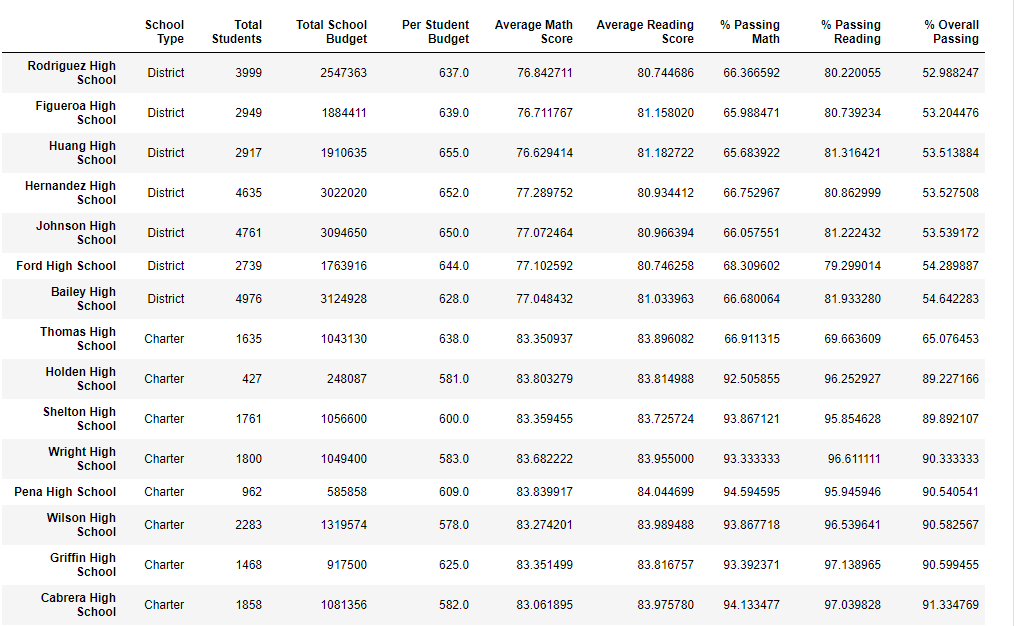 School Type Total Students Total School Budget Per Student Budget Average Math Score Average Reading Score % Passing Math % Passing Reading % Overall Passing
Rodriguez High School District 3999 2547363 637.0 76.842711 80.744686 66.366592 80.220055 52.988247
Figueroa High School District 2949 1884411 639.0 76.711767 81.158020 65.988471 80.739234 53.204476
Huang High School District 2917 1910635 655.0 76.629414 81.182722 65.683922 81.316421 53.513884
Hernandez High School District 4635 3022020 652.0 77.289752 80.934412 66.752967 80.862999 53.527508
Johnson High School District 4761 3094650 650.0 77.072464 80.966394 66.057551 81.222432 53.539172
Ford High School District 2739 1763916 644.0 77.102592 80.746258 68.309602 79.299014 54.289887
Bailey High School District 4976 3124928 628.0 77.048432 81.033963 66.680064 81.933280 54.642283
Thomas High School Charter 1635 1043130 638.0 83.350937 83.896082 66.911315 69.663609 65.076453
Holden High School Charter 427 248087 581.0 83.803279 83.814988 92.505855 96.252927 89.227166
Shelton High School Charter 1761 1056600 600.0 83.359455 83.725724 93.867121 95.854628 89.892107
Wright High School Charter 1800 1049400 583.0 83.682222 83.955000 93.333333 96.611111 90.333333
Pena High School Charter 962 585858 609.0 83.839917 84.044699 94.594595 95.945946 90.540541
Wilson High School Charter 2283 1319574 578.0 83.274201 83.989488 93.867718 96.539641 90.582567
Griffin High School Charter 1468 917500 625.0 83.351499 83.816757 93.392371 97.138965 90.599455
Cabrera High School Charter 1858 1081356 582.0 83.061895 83.975780 94.133477 97.039828 91.334769